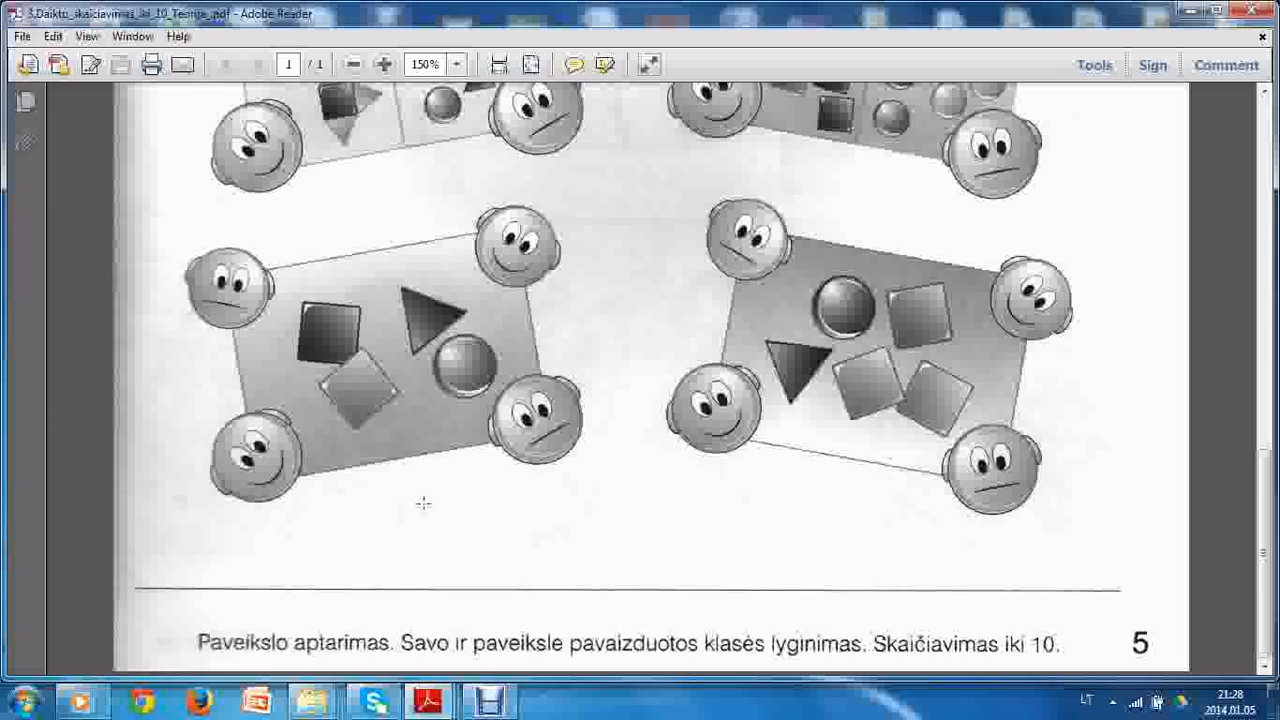 3.Daiktu_skaiciavimas_iki_10_Teorija_.pdf - Adobe Reader
File Edit View Window Help
1 / 1 150% Tools Sign Comment
Paveikslo aptarimas. Savo ir paveiksle pavaizduotos klasės lyginimas. Skaičiavimas iki 10. 5
LT 21:28
2014.01.05